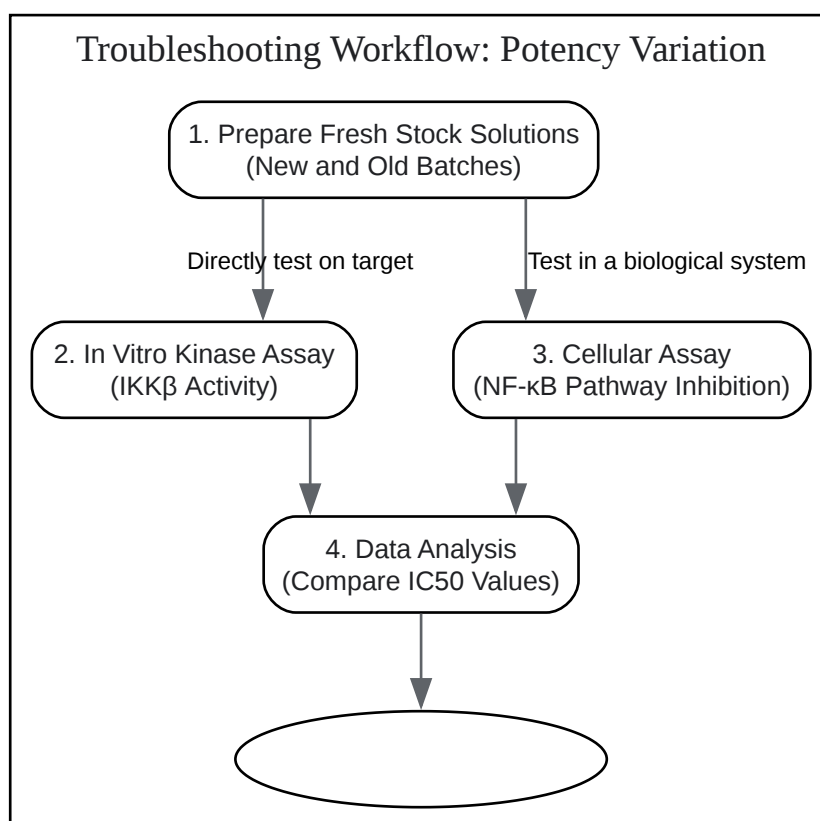 Troubleshooting Workflow: Potency Variation
1. Prepare Fresh Stock Solutions
(New and Old Batches)
Directly test on target
Test in a biological system
2. In Vitro Kinase Assay
(IKKβ Activity)
3. Cellular Assay
(NF-κB Pathway Inhibition)
4. Data Analysis
(Compare IC50 Values)